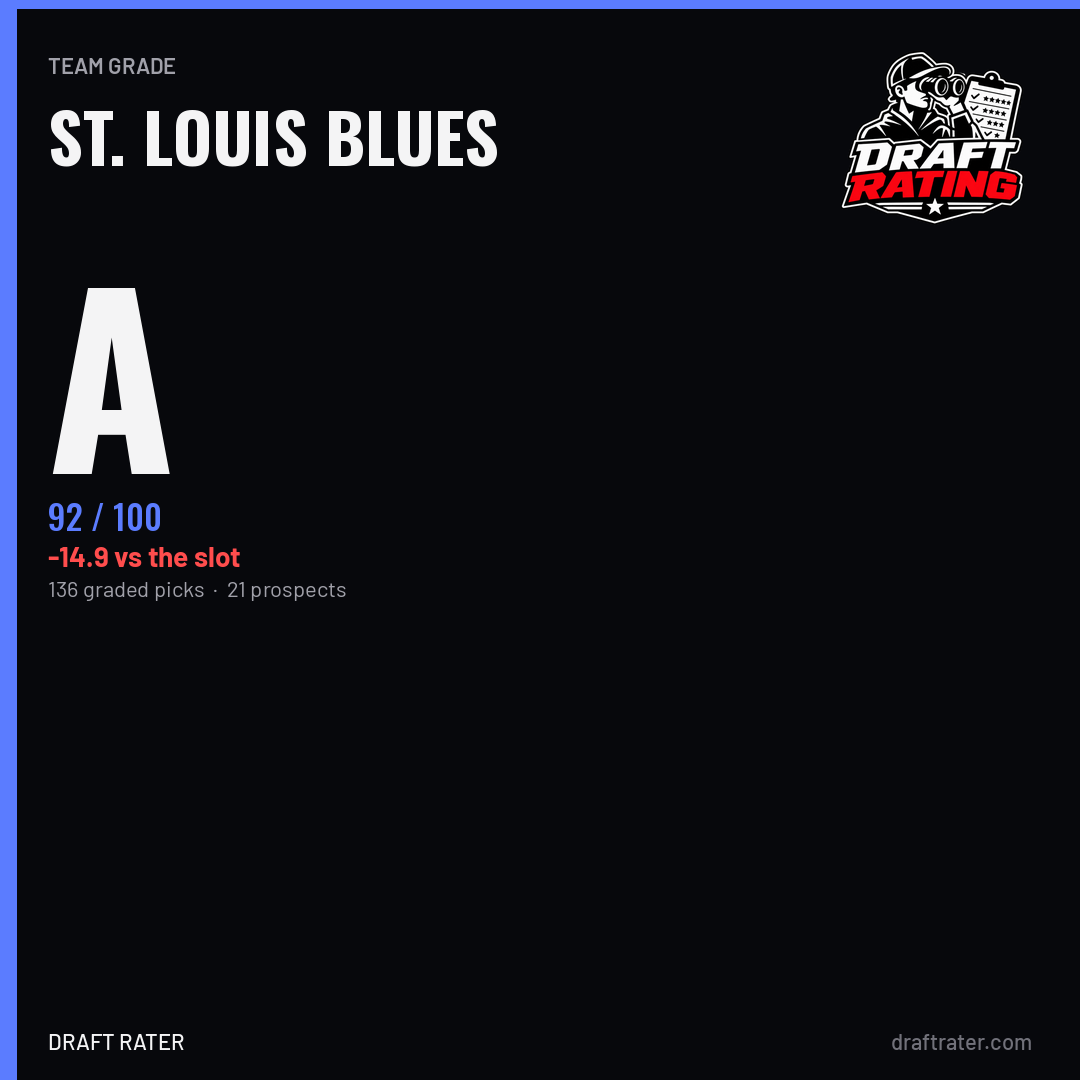 TEAM GRADE
ST. LOUIS BLUES
DRAFT
RATING
A
92 / 100
-14.9 vs the slot
136 graded picks · 21 prospects
DRAFT RATER
draftrater.com